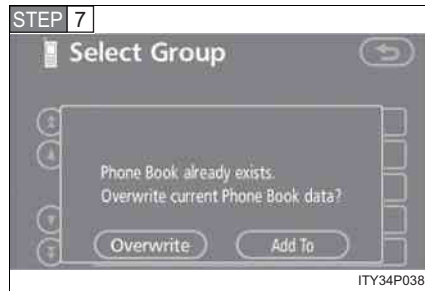 STEP 7
Select Group
Phone Book already exists.
Overwrite current Phone Book data?
Overwrite Add To
ITY34P038